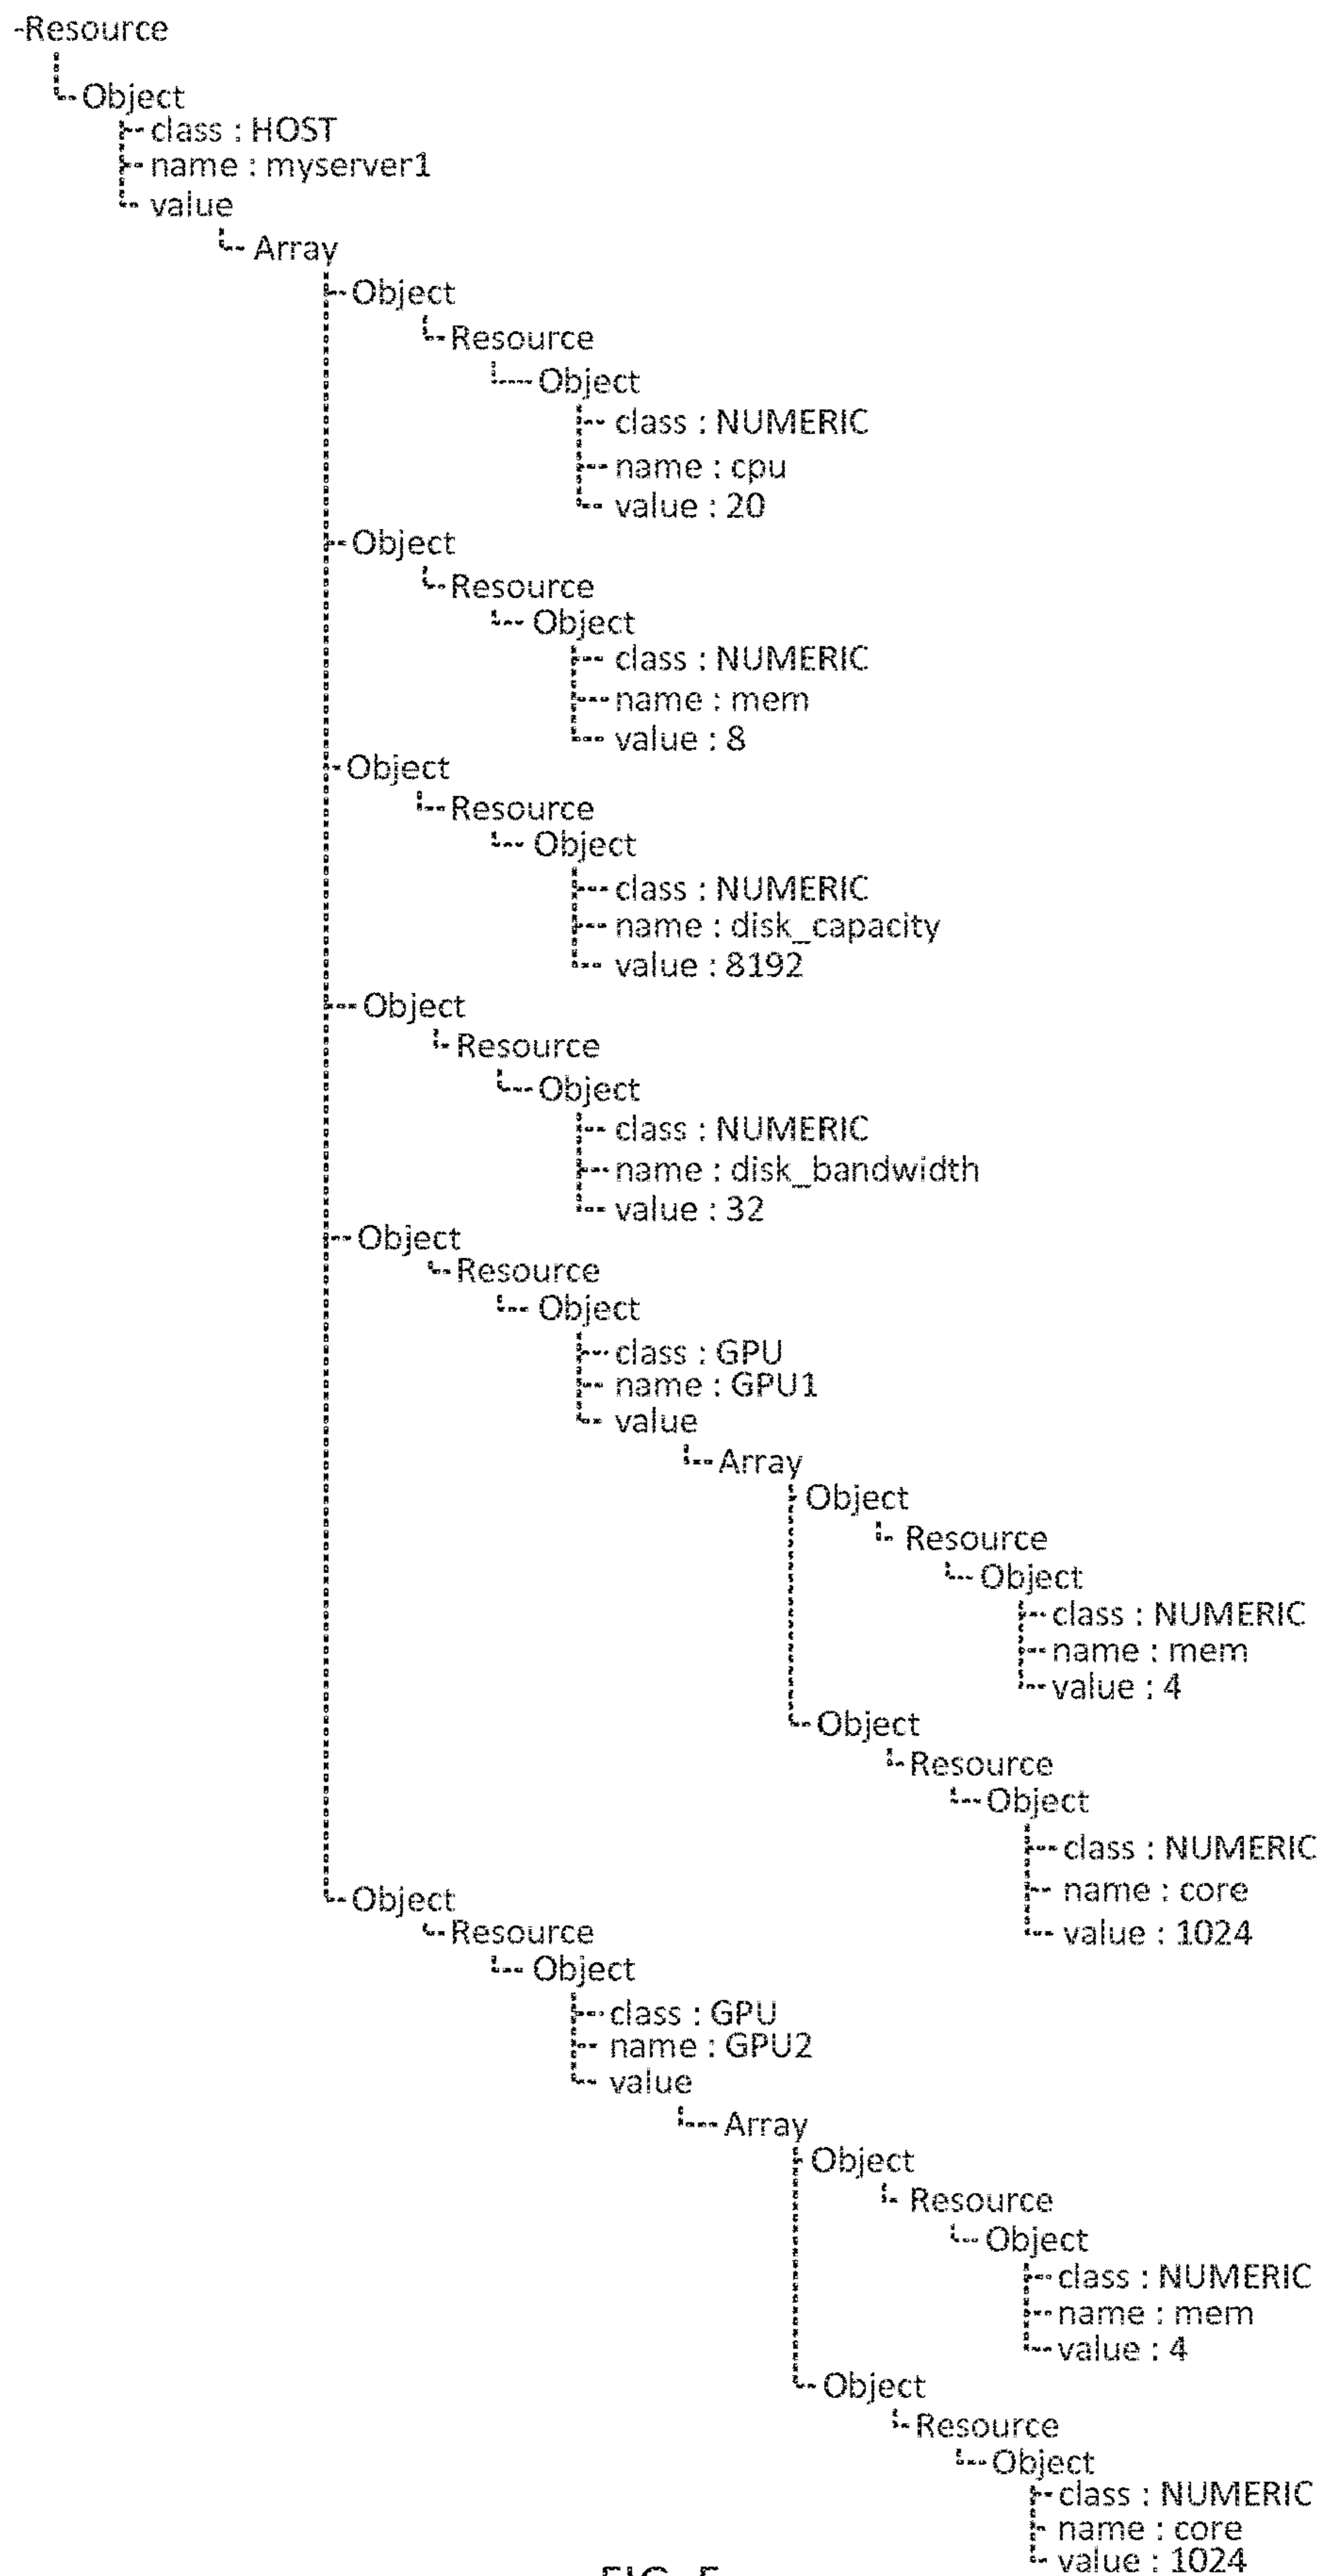 -Resource
Object
class : HOST
name : myserver1
value
Array
Object
Resource
Object
class : NUMERIC
name : cpu
value : 20
Object
Resource
Object
class : NUMERIC
name : mem
value : 8
Object
Resource
Object
class : NUMERIC
name : disk_capacity
value : 8192
Object
Resource
Object
class : NUMERIC
name : disk_bandwidth
value : 32
Object
Resource
Object
class : GPU
name : GPU1
value
Array
Object
Resource
Object
class : NUMERIC
name : mem
value : 4
Object
Resource
Object
class : NUMERIC
name : core
value : 1024
Object
Resource
Object
class : GPU
name : GPU2
value
Array
Object
Resource
Object
class : NUMERIC
name : mem
value : 4
Object
Resource
Object
class : NUMERIC
name : core
value : 1024